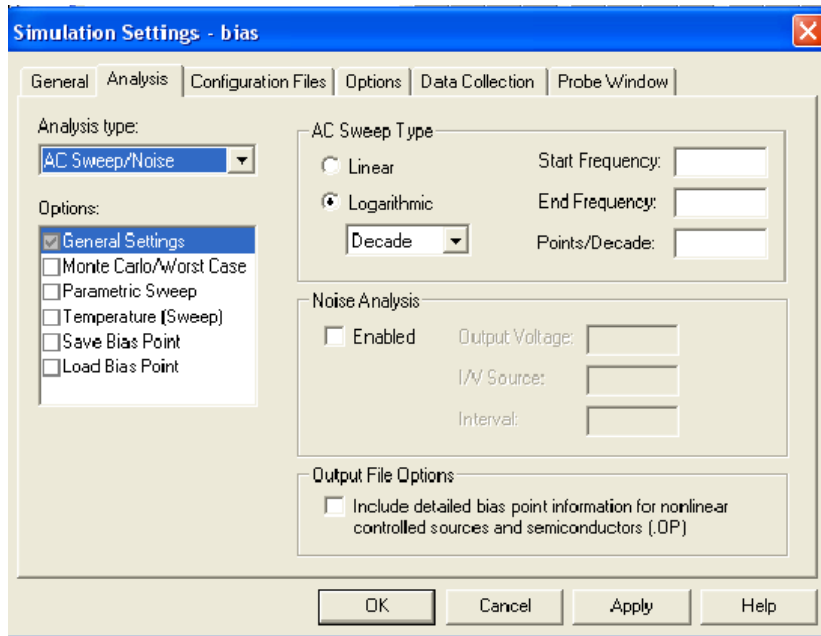 Simulation Settings - bias
General Analysis Configuration Files Options Data Collection Probe Window
Analysis type:
AC Sweep/Noise
Options:
General Settings
Monte Carlo/Worst Case
Parametric Sweep
Temperature (Sweep)
Save Bias Point
Load Bias Point
AC Sweep Type
Linear
Logarithmic
Decade
Start Frequency:
End Frequency:
Points/Decade:
Noise Analysis
Enabled
Output Voltage:
I/V Source:
Interval:
Output File Options
Include detailed bias point information for nonlinear
controlled sources and semiconductors (.OP)
OK Cancel Apply Help